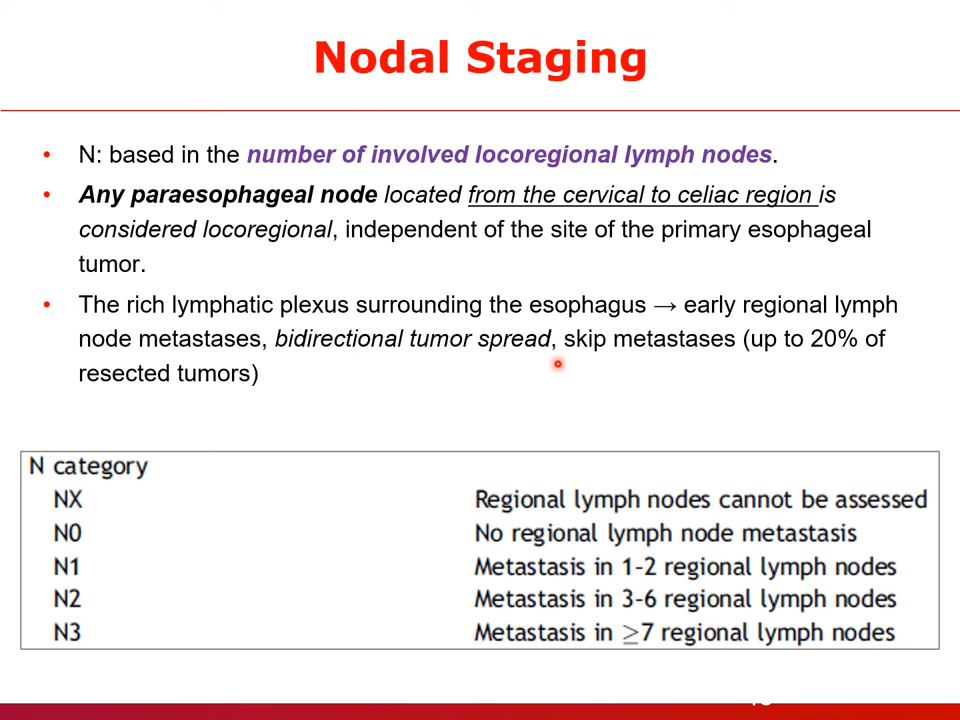 Nodal Staging
• N: based in the number of involved locoregional lymph nodes.
• Any paraesophageal node located from the cervical to celiac region is
considered locoregional, independent of the site of the primary esophageal
tumor.
• The rich lymphatic plexus surrounding the esophagus → early regional lymph
node metastases, bidirectional tumor spread, skip metastases (up to 20% of
resected tumors)
N category
NX Regional lymph nodes cannot be assessed
N0 No regional lymph node metastasis
N1 Metastasis in 1-2 regional lymph nodes
N2 Metastasis in 3-6 regional lymph nodes
N3 Metastasis in ≥7 regional lymph nodes